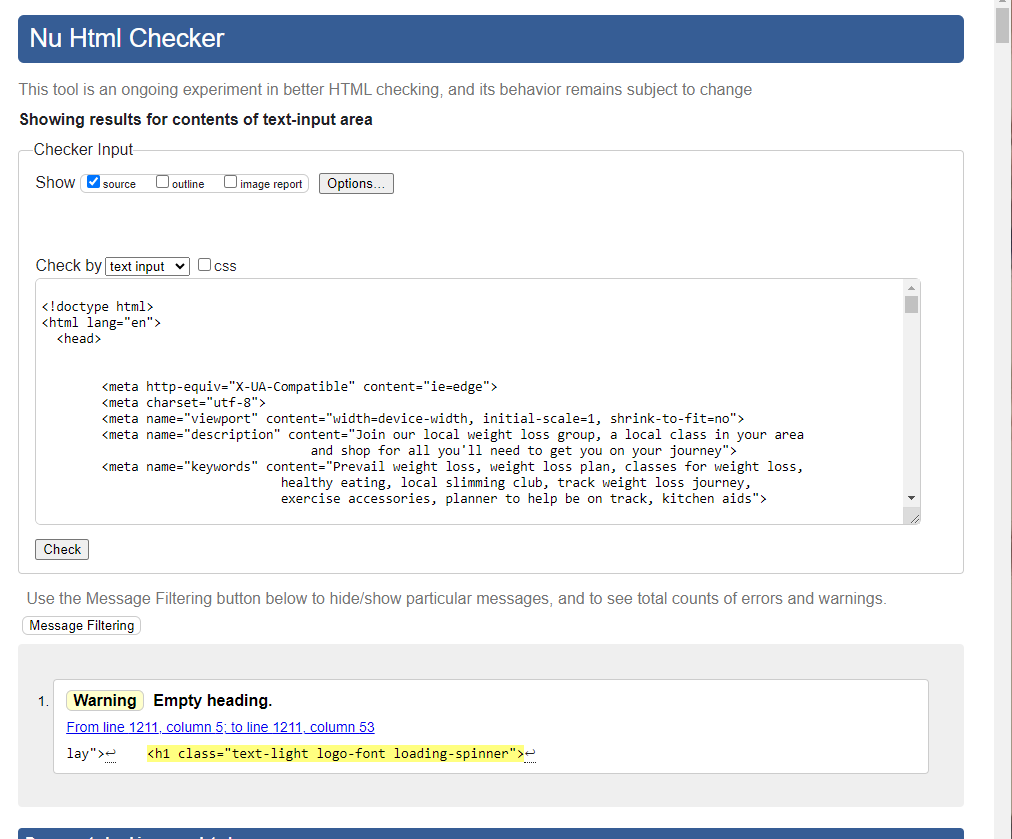 Nu Html Checker
This tool is an ongoing experiment in better HTML checking, and its behavior remains subject to change
Showing results for contents of text-input area
Checker Input
Show source outline image report Options...
Check by text input css
<!doctype html>
<html lang="en">
<head>
<meta http-equiv="X-UA-Compatible" content="ie=edge">
<meta charset="utf-8">
<meta name="viewport" content="width=device-width, initial-scale=1, shrink-to-fit=no">
<meta name="description" content="Join our local weight loss group, a local class in your area
and shop for all you'll need to get you on your journey">
<meta name="keywords" content="Prevail weight loss, weight loss plan, classes for weight loss,
healthy eating, local slimming club, track weight loss journey,
exercise accessories, planner to help be on track, kitchen aids">
Check
Use the Message Filtering button below to hide/show particular messages, and to see total counts of errors and warnings.
Message Filtering
1. Warning Empty heading.
From line 1211, column 5; to line 1211, column 53
lay">↩ <h1 class="text-light logo-font loading-spinner">↩